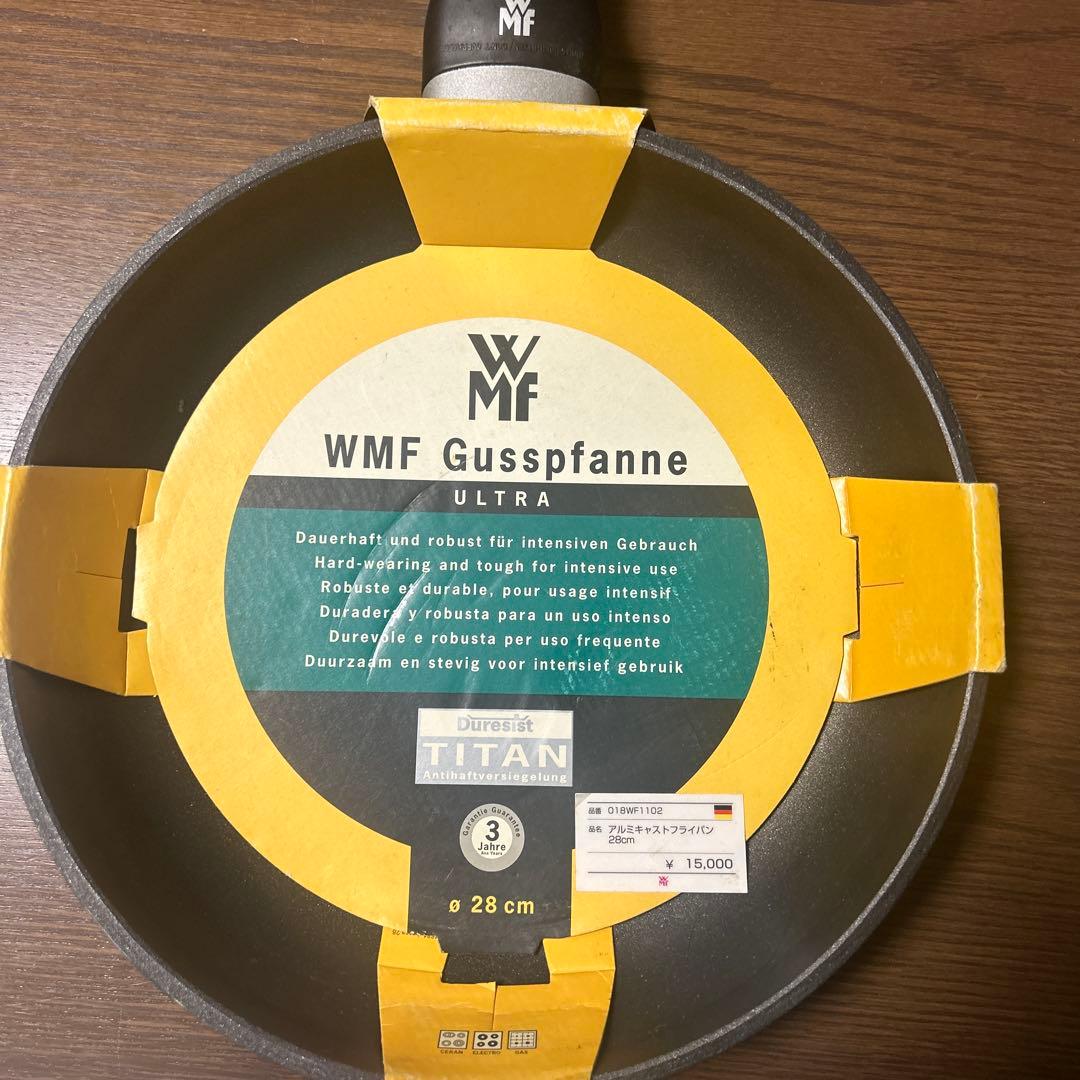 WMF
WMF
WMF Gusspfanne
ULTRA
Dauerhaft und robust für intensiven Gebrauch
Hard-wearing and tough for intensive use
Robuste et durable, pour usage intensif
Duradera y robusta para un uso intenso
Durevole e robusta per uso frequente
Duurzaam en stevig voor intensief gebruik
Duresist
TITAN
Antihaftversiegelung
Garantie Guarantee
3
Jahre
Ans Years
ø 28 cm
品番 018WF1102
品名 アルミキャストフライパン
28cm
¥ 15,000
WMF
CERAN ELECTRO GAS